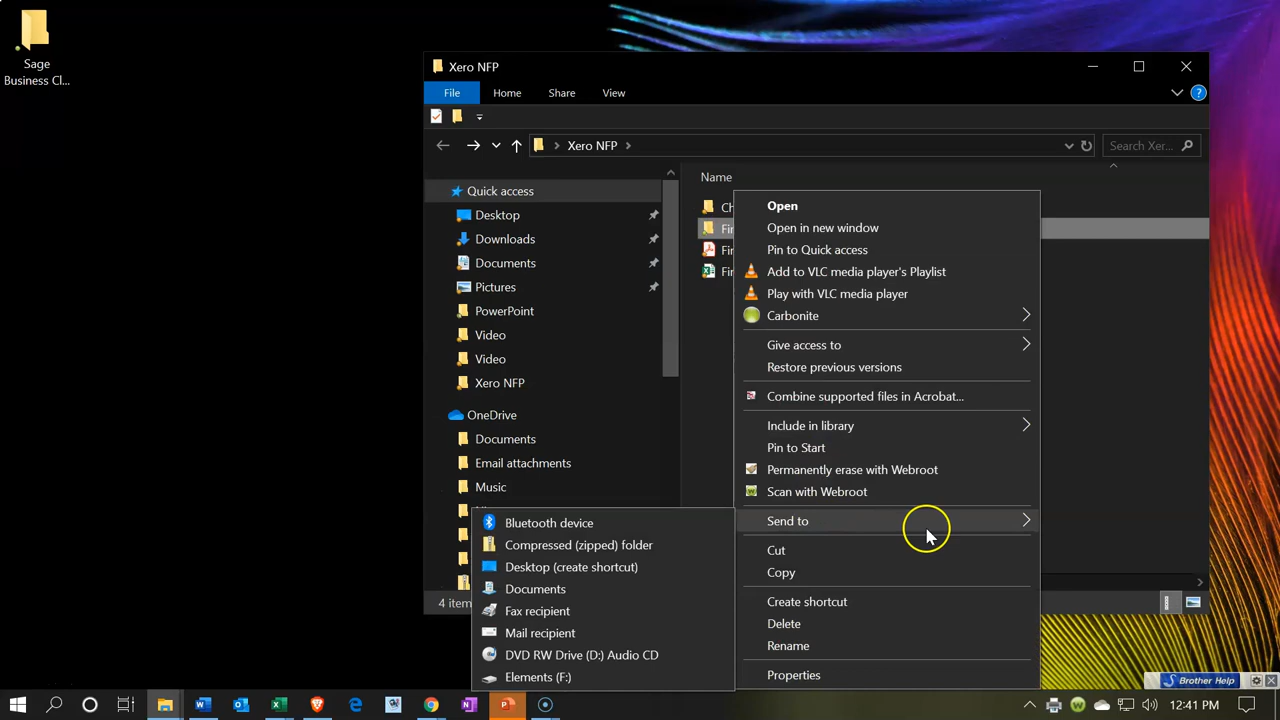 Sage
Business Cl...
Xero NFP
File Home Share View
Xero NFP
Search Xer...
Quick access
Desktop
Downloads
Documents
Pictures
PowerPoint
Video
Video
Xero NFP
OneDrive
Documents
Email attachments
Music
4 item
Name
Ch
Fir
Fir
Fir
Open
Open in new window
Pin to Quick access
Add to VLC media player's Playlist
Play with VLC media player
Carbonite
Give access to
Restore previous versions
Combine supported files in Acrobat...
Include in library
Pin to Start
Permanently erase with Webroot
Scan with Webroot
Send to
Cut
Copy
Create shortcut
Delete
Rename
Properties
Bluetooth device
Compressed (zipped) folder
Desktop (create shortcut)
Documents
Fax recipient
Mail recipient
DVD RW Drive (D:) Audio CD
Elements (F:)
Brother Help
12:41 PM